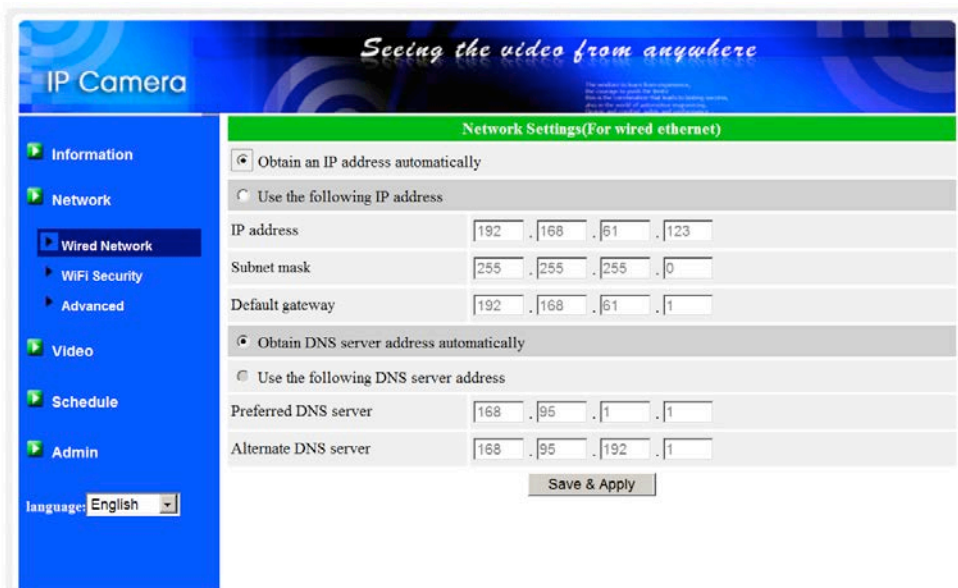 Seeing the video from anywhere
IP Camera
Network Settings(For wired ethernet)
Information
Network
Wired Network
WiFi Security
Advanced
Video
Schedule
Admin
language: English
Obtain an IP address automatically
Use the following IP address
IP address 192 . 168 . 61 . 123
Subnet mask 255 . 255 . 255 . 0
Default gateway 192 . 168 . 61 . 1
Obtain DNS server address automatically
Use the following DNS server address
Preferred DNS server 168 . 95 . 1 . 1
Alternate DNS server 168 . 95 . 192 . 1
Save & Apply